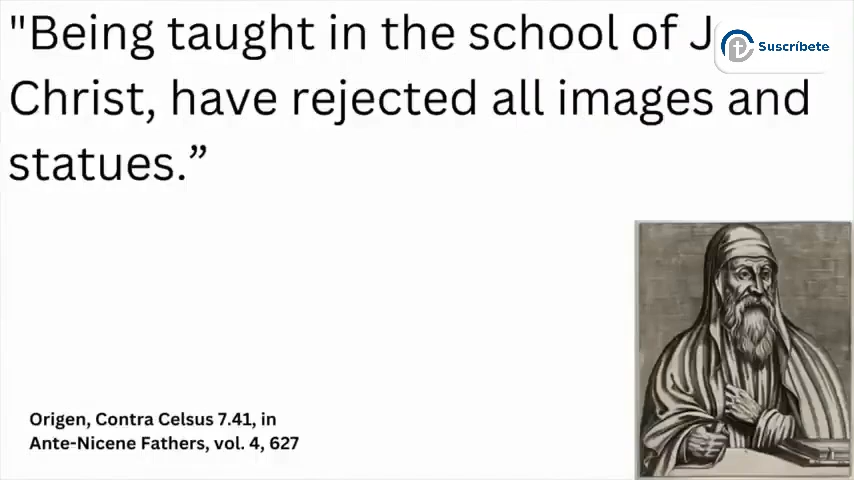 "Being taught in the school of J
Suscríbete
Christ, have rejected all images and
statues.”
Origen, Contra Celsus 7.41, in
Ante-Nicene Fathers, vol. 4, 627